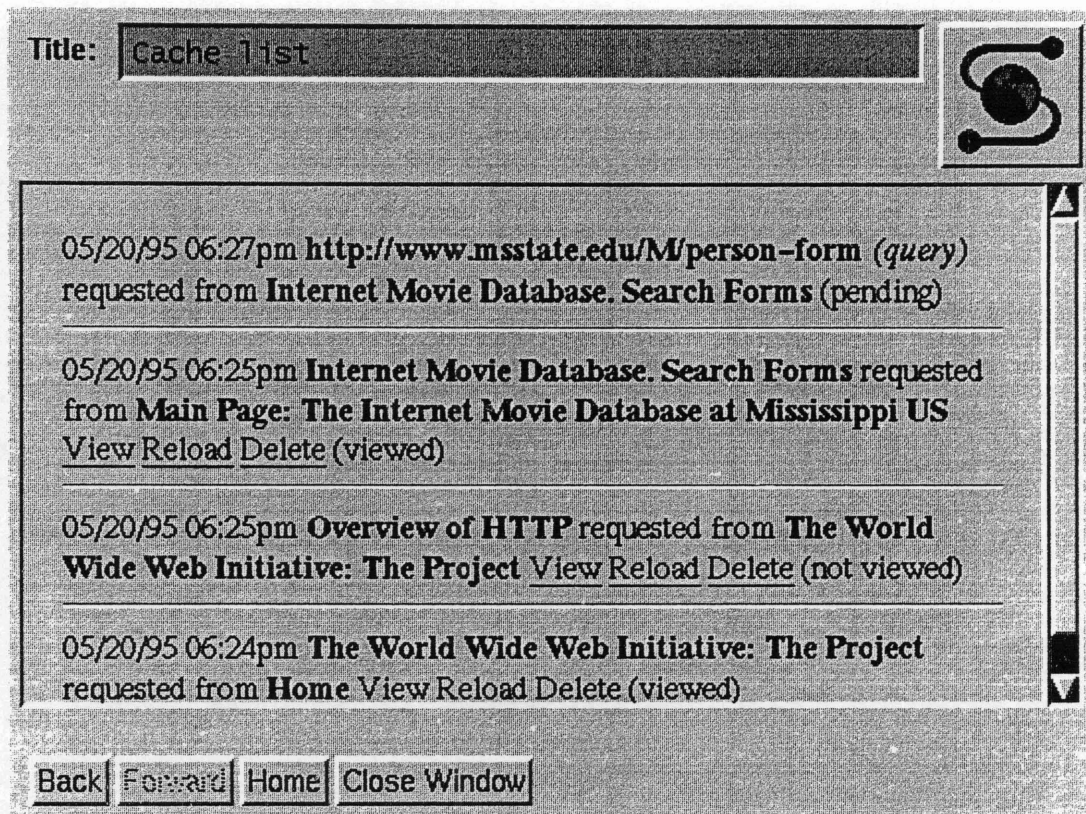 Title: Cache list
05/20/95 06:27pm http://www.msstate.edu/M/person-form (query)
requested from Internet Movie Database. Search Forms (pending)
05/20/95 06:25pm Internet Movie Database. Search Forms requested
from Main Page: The Internet Movie Database at Mississippi US
View Reload Delete (viewed)
05/20/95 06:25pm Overview of HTTP requested from The World
Wide Web Initiative: The Project View Reload Delete (not viewed)
05/20/95 06:24pm The World Wide Web Initiative: The Project
requested from Home View Reload Delete (viewed)
Back Forward Home Close Window